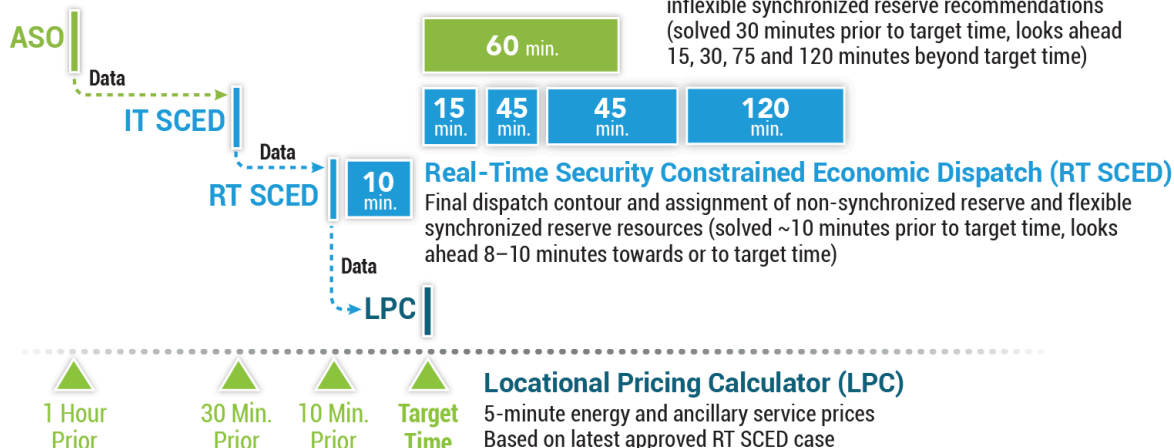 inflexible synchronized reserve recommendations
ASO
60 min.
(solved 30 minutes prior to target time, looks ahead
15, 30, 75 and 120 minutes beyond target time)
Data
IT SCED
15 min.
45 min.
45 min.
120 min.
Data
RT SCED
10 min.
Real-Time Security Constrained Economic Dispatch (RT SCED)
Final dispatch contour and assignment of non-synchronized reserve and flexible
synchronized reserve resources (solved ~10 minutes prior to target time, looks
ahead 8–10 minutes towards or to target time)
Data
LPC
1 Hour
Prior
30 Min.
Prior
10 Min.
Prior
Target
Time
Locational Pricing Calculator (LPC)
5-minute energy and ancillary service prices
Based on latest approved RT SCED case